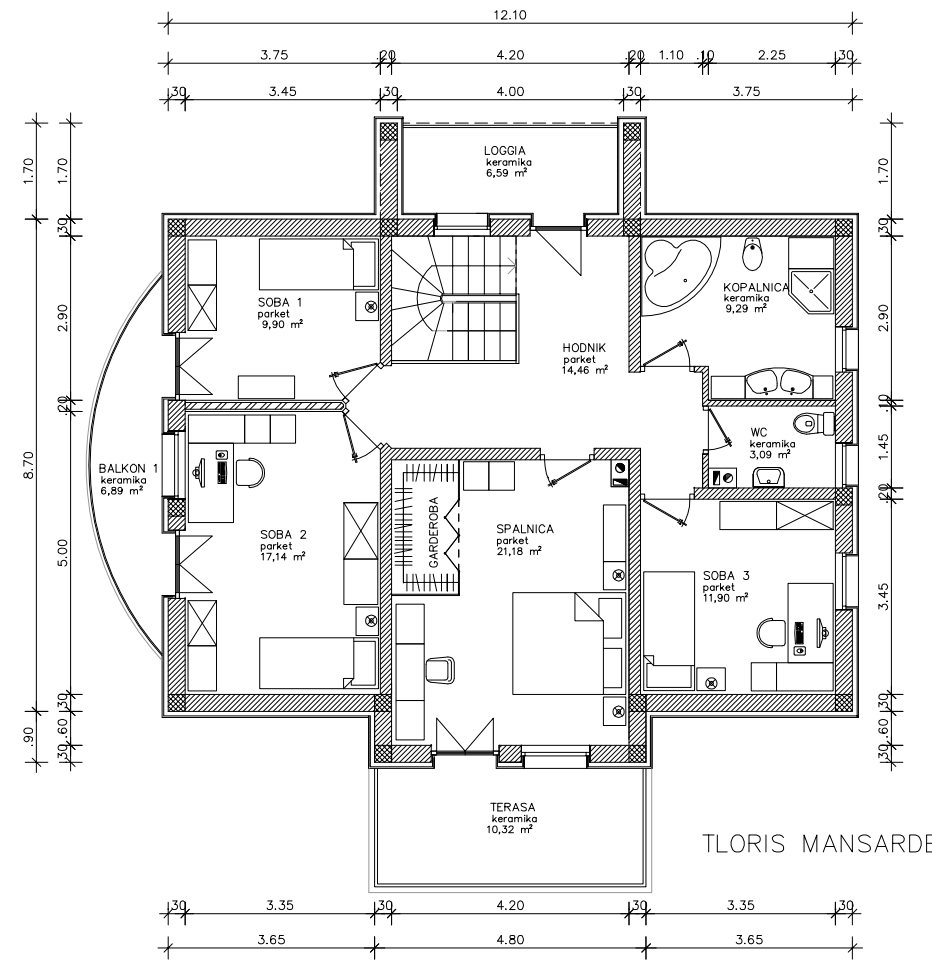 12.10
3.75 .20 4.20 .20 1.10 .10 2.25 .30
.30 3.45 .30 4.00 .30 3.75
1.70
1.70
1.70
LOGGIA
keramika
6,59 m²
.30
.30
SOBA 1
parket
9,90 m²
KOPALNICA
keramika
9,29 m²
2.90
2.90
HODNIK
parket
14,46 m²
.20
.10
WC
keramika
3,09 m²
1.45
8.70
BALKON 1
keramika
6,89 m²
.20
GARDEROBA
SOBA 2
parket
17,14 m²
SPALNICA
parket
21,18 m²
5.00
SOBA 3
parket
11,90 m²
3.45
.30
.30
.90
.60
.60
.30
.30
TERASA
keramika
10,32 m²
TLORIS MANSARDE
.30 3.35 .30 4.20 .30 3.35 .30
3.65 4.80 3.65